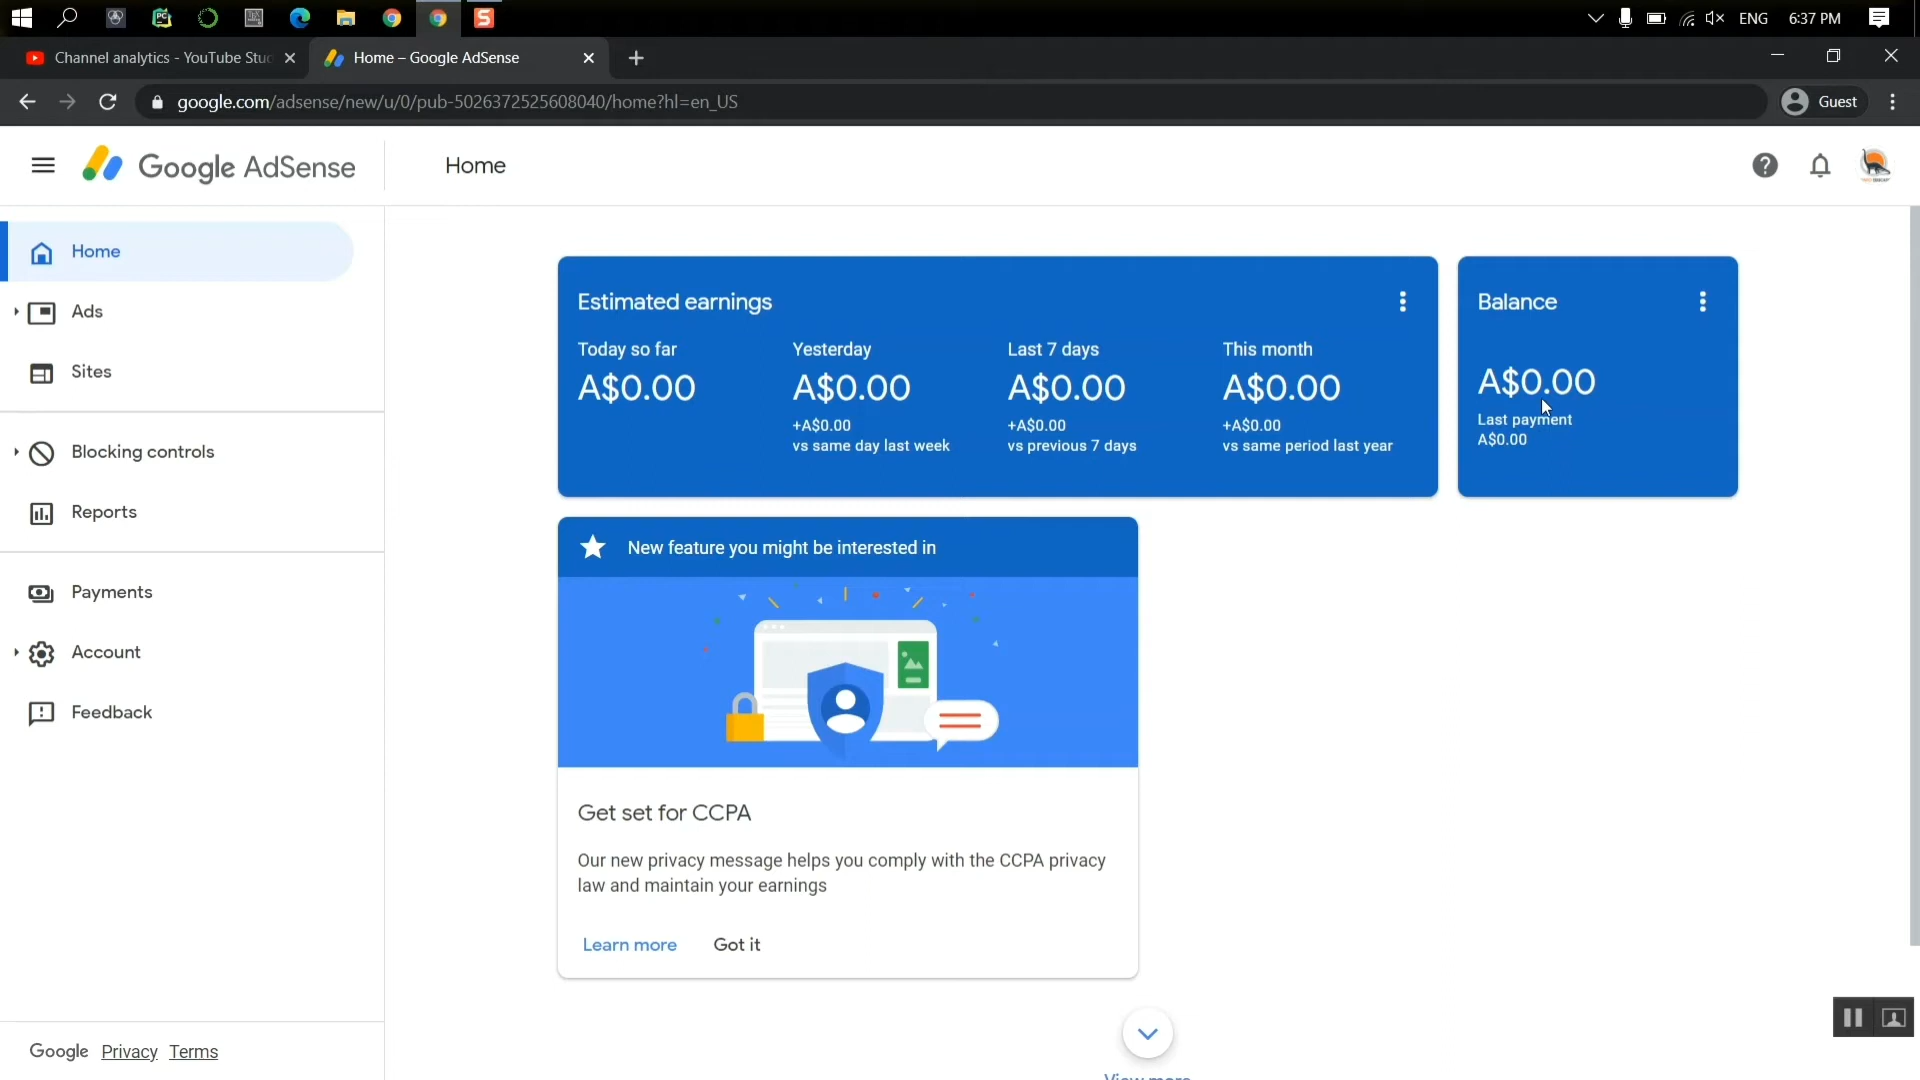 ENG
6:37 PM
Channel analytics - YouTube Stuc
Home – Google AdSense
google.com/adsense/new/u/0/pub-5026372525608040/home?hl=en_US
Guest
Google AdSense
Home
Home
Ads
Sites
Blocking controls
Reports
Payments
Account
Feedback
Google Privacy Terms
Estimated earnings
Today so far
A$0.00
Yesterday
A$0.00
+A$0.00
vs same day last week
Last 7 days
A$0.00
+A$0.00
vs previous 7 days
This month
A$0.00
+A$0.00
vs same period last year
Balance
A$0.00
Last payment
A$0.00
New feature you might be interested in
Get set for CCPA
Our new privacy message helps you comply with the CCPA privacy
law and maintain your earnings
Learn more
Got it
View more